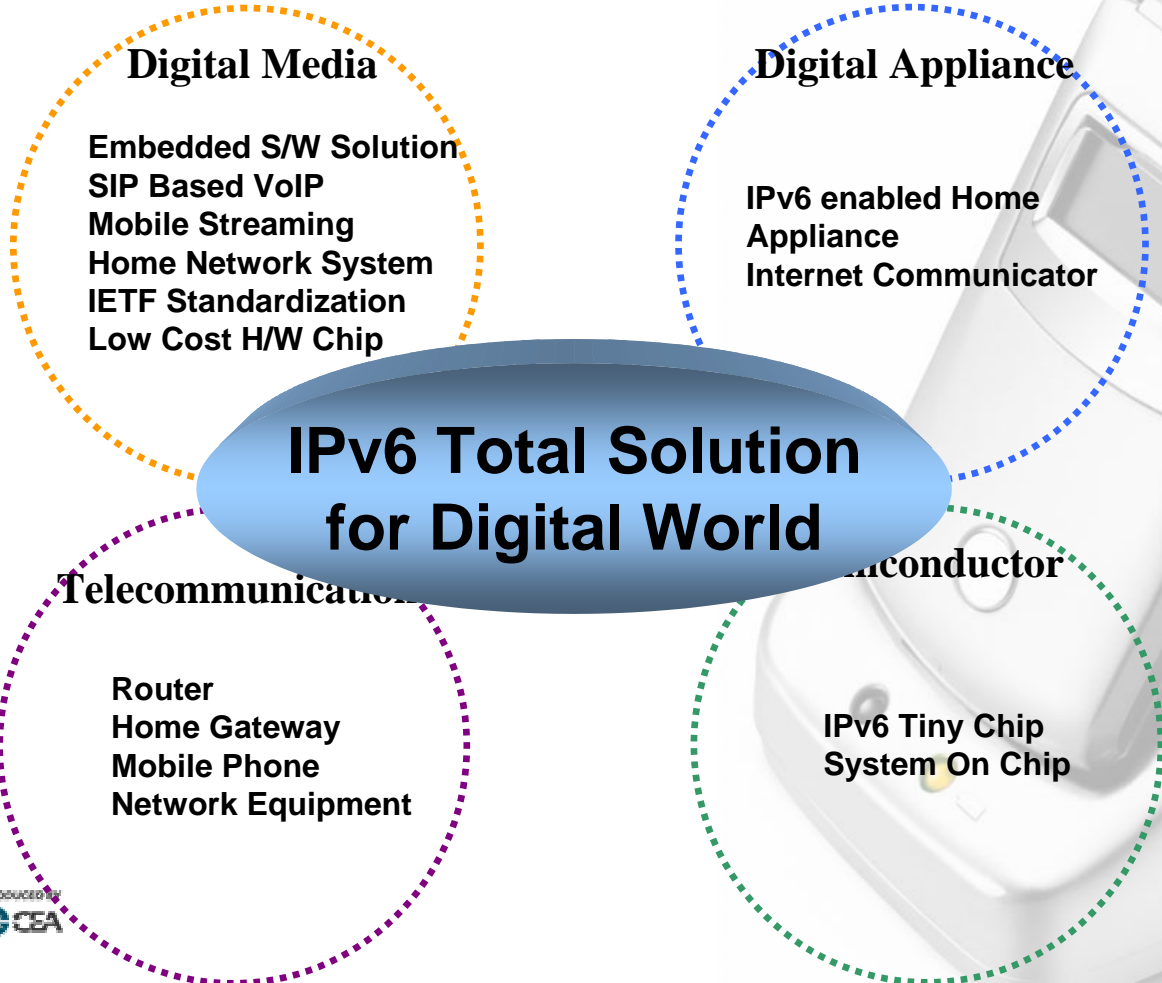 Digital Media
Embedded S/W Solution
SIP Based VoIP
Mobile Streaming
Home Network System
IETF Standardization
Low Cost H/W Chip
Digital Appliance
IPv6 enabled Home
Appliance
Internet Communicator
IPv6 Total Solution
for Digital World
Telecommunication
Router
Home Gateway
Mobile Phone
Network Equipment
iconductor
IPv6 Tiny Chip
System On Chip
CEA